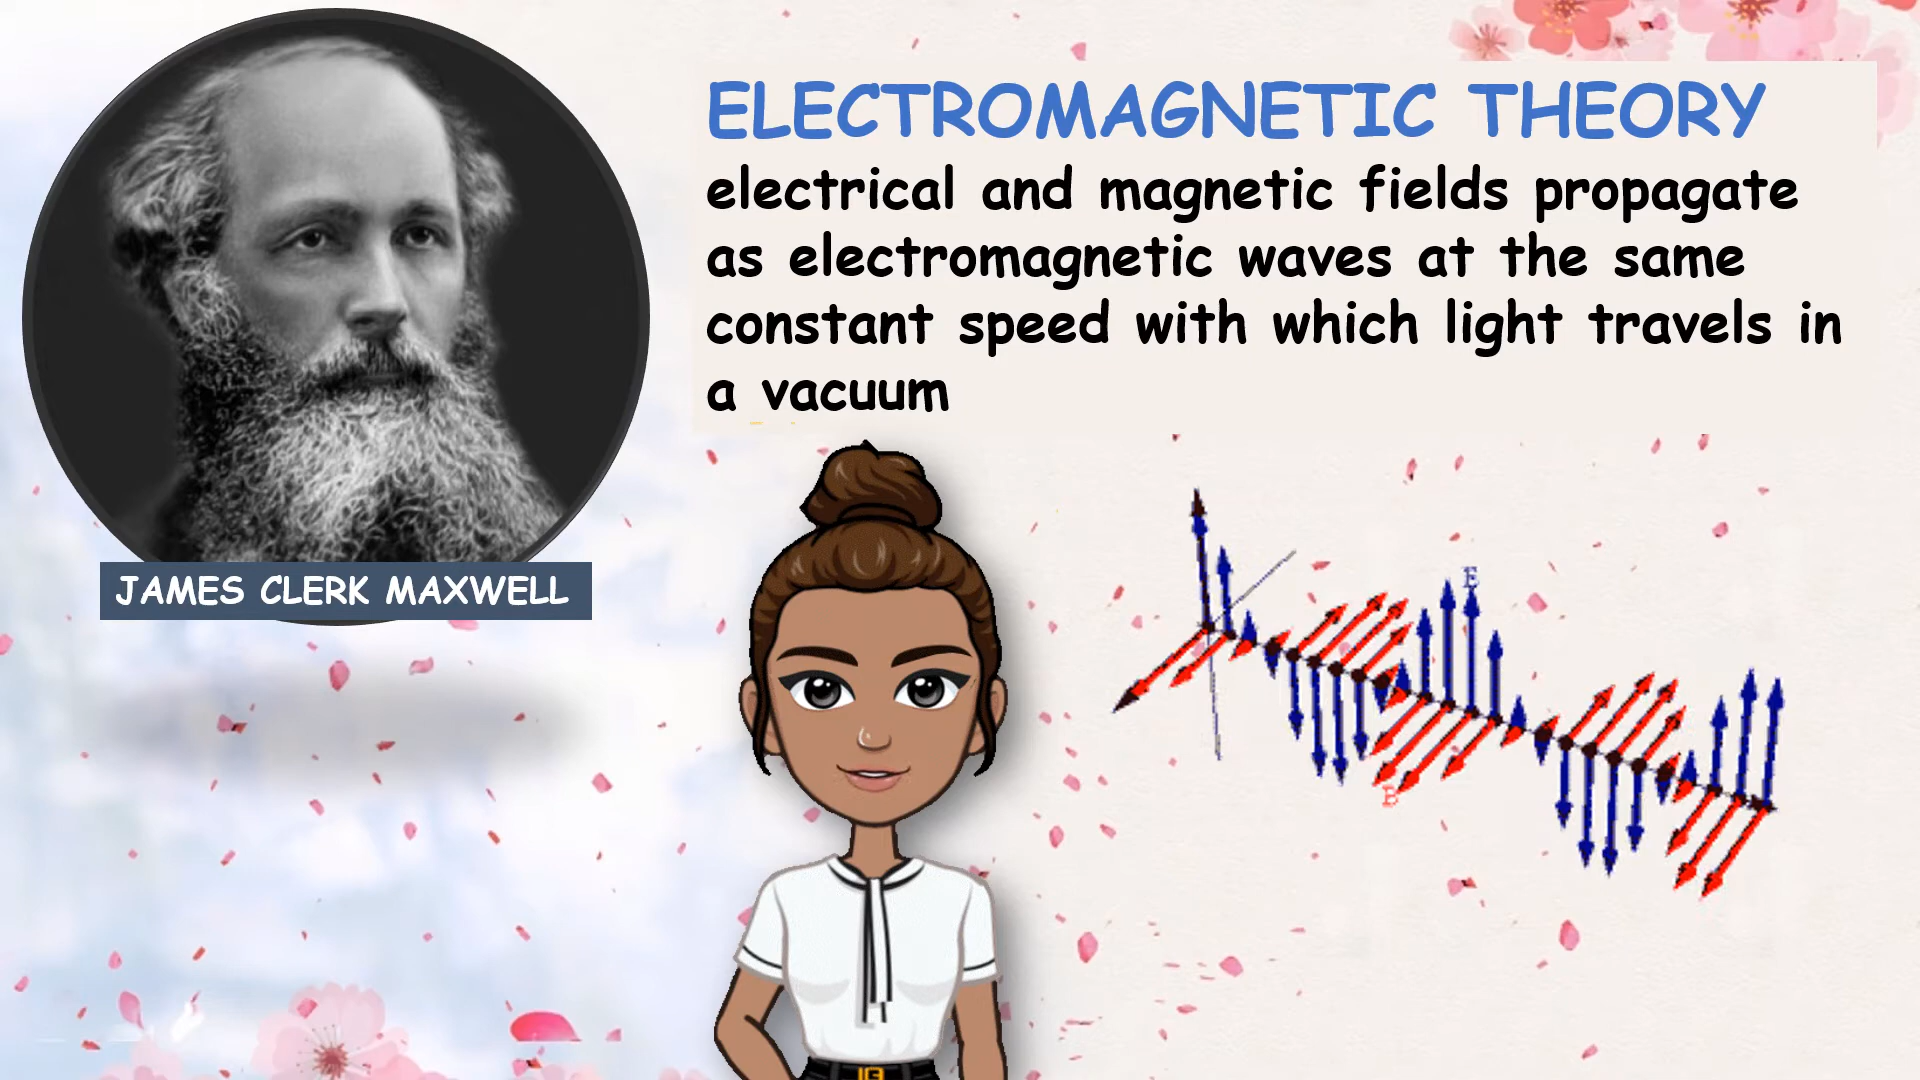 ELECTROMAGNETIC THEORY
electrical and magnetic fields propagate
as electromagnetic waves at the same
constant speed with which light travels in
a vacuum
JAMES CLERK MAXWELL
E
B